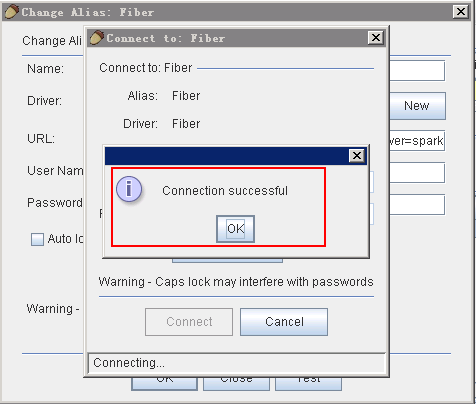 Change Alias: Fiber
Connect to: Fiber
Change Ali
Connect to: Fiber
Name:
Alias: Fiber
Driver:
New
Driver: Fiber
URL:
ver=spark
User Nam
Connection successful
Password
OK
Auto lo
Warning - Caps lock may interfere with passwords
Warning -
Connect
Cancel
Connecting...
OK
Close
Test